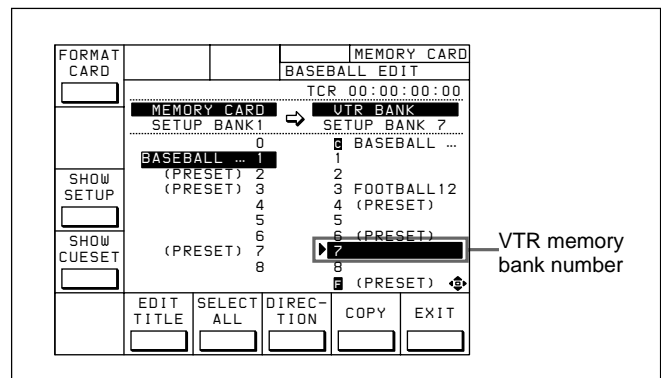 MEMORY CARD
FORMAT CARD
BASEBALL EDIT
TCR 00:00:00:00
MEMORY CARD ⇨ VTR BANK
SETUP BANK1 SETUP BANK 7
0 C BASEBALL …
BASEBALL … 1 1
(PRESET) 2 2
(PRESET) 3 3 FOOTBALL12
4 4 (PRESET)
5 5
6 6 (PRESET)
(PRESET) 7 7
8 8
F (PRESET)
SHOW SETUP
SHOW CUESET
VTR memory
bank number
EDIT TITLE
SELECT ALL
DIREC-
TION
COPY
EXIT